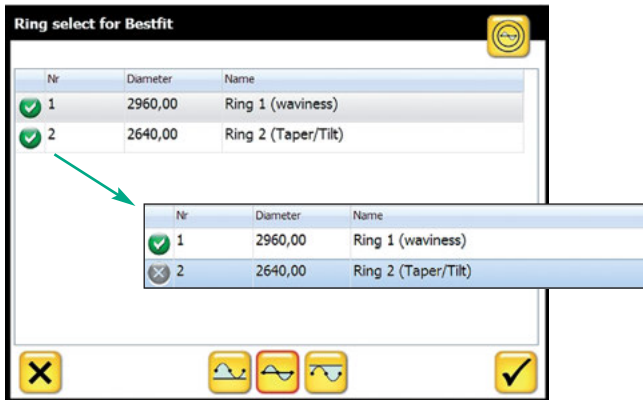 Ring select for Bestfit
Nr Diameter Name
1 2960,00 Ring 1 (waviness)
2 2640,00 Ring 2 (Taper/Tilt)
Nr Diameter Name
1 2960,00 Ring 1 (waviness)
2 2640,00 Ring 2 (Taper/Tilt)